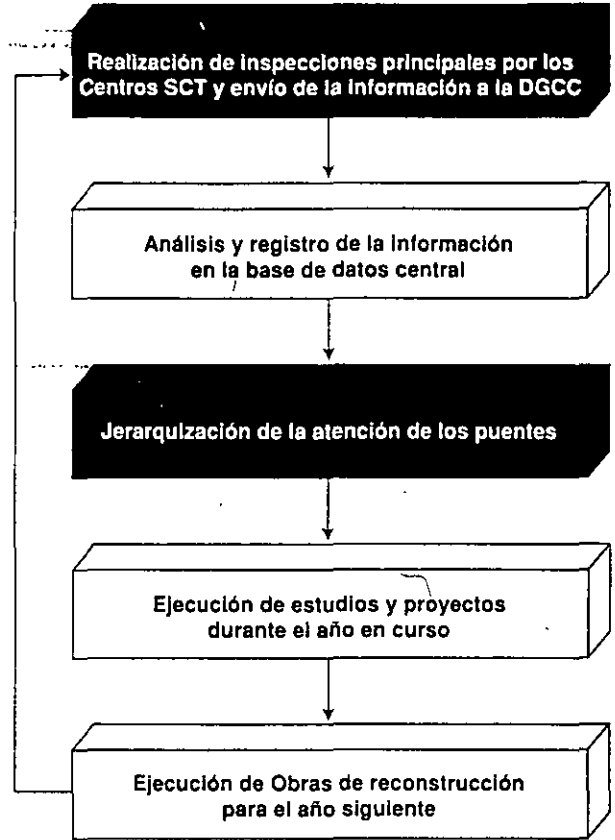 Realización de inspecciones principales por los
Centros SCT y envío de la Información a la DGCC
Análisis y registro de la Información
en la base de datos central
Jerarquización de la atención de los puentes
Ejecución de estudios y proyectos
durante el año en curso
Ejecución de Obras de reconstrucción
para el año siguiente